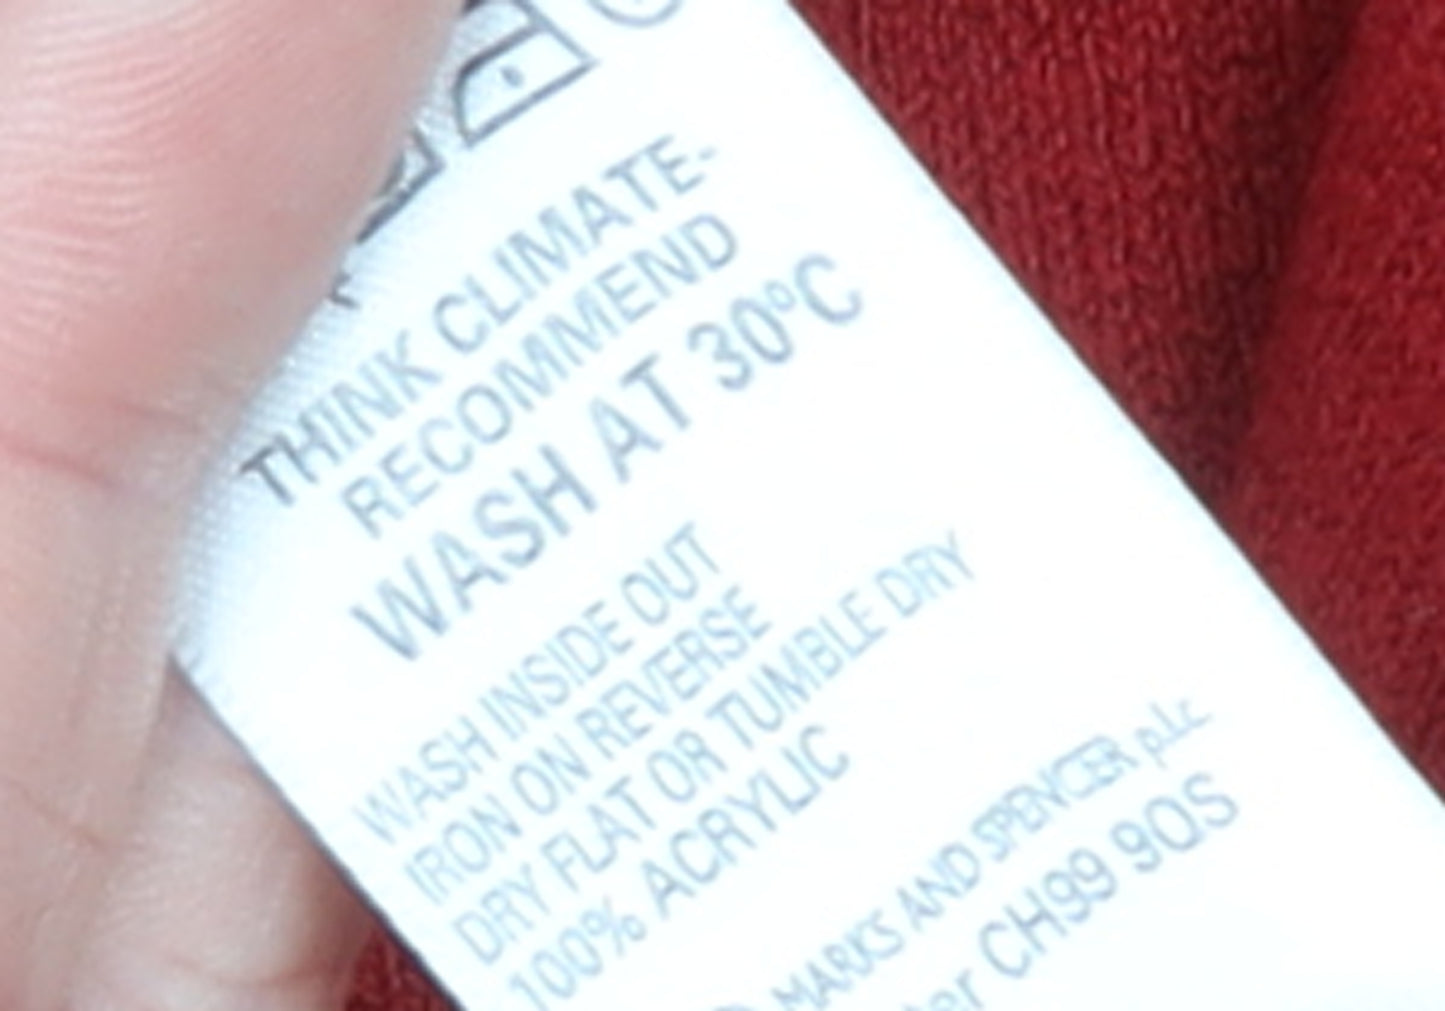 THINK CLIMATE-
RECOMMEND
WASH AT 30°C
WASH INSIDE OUT
IRON ON REVERSE
DRY FLAT OR TUMBLE DRY
100% ACRYLIC
MARKS AND SPENCER p.l.c
CH99 9QS